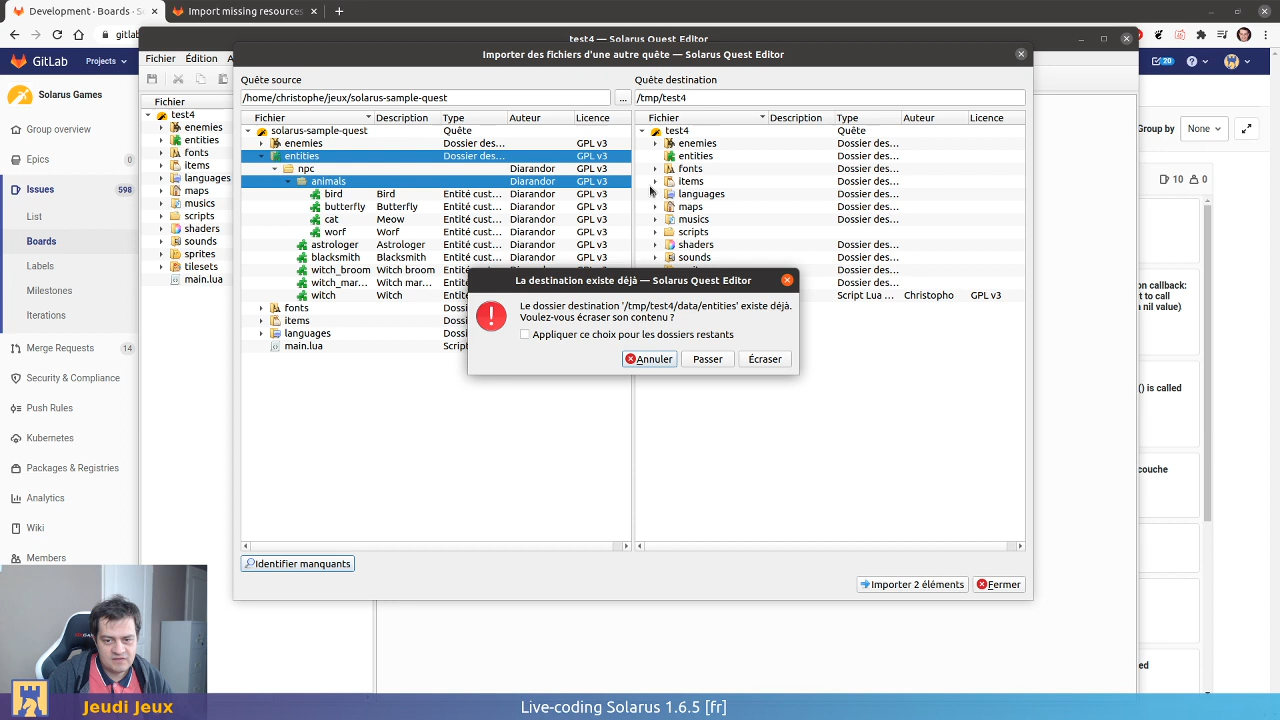 Development · Boards · S
Import missing resources
gitlab
test4 — Solarus Quest Editor
Importer des fichiers d'une autre quête — Solarus Quest Editor
GitLab
Projects
20
Fichier Édition
Solarus Games
Group overview
Epics 0
Issues 598
List
Boards
Labels
Milestones
Iterations
Merge Requests 14
Security & Compliance
Push Rules
Kubernetes
Packages & Registries
Analytics
Wiki
Members
Fichier
test4
enemies
entities
fonts
items
languages
maps
musics
scripts
shaders
sounds
sprites
tilesets
main.lua
Quête source
/home/christophe/jeux/solarus-sample-quest
...
Fichier Description Type Auteur Licence
solarus-sample-quest Quête
enemies Dossier des... GPL v3
entities Dossier des... GPL v3
npc Diarandor GPL v3
animals Diarandor GPL v3
bird Bird Entité cust... Diarandor GPL v3
butterfly Butterfly Entité cust... Diarandor GPL v3
cat Meow Entité cust... Diarandor GPL v3
worf Worf Entité cust... Diarandor GPL v3
astrologer Astrologer Entité cust... Diarandor GPL v3
blacksmith Blacksmith Entité cust... Diarandor GPL v3
witch_broom Witch broom
witch_mar... Witch mar...
witch Witch
fonts
items
languages
main.lua
Identifier manquants
Quête destination
/tmp/test4
Fichier Description Type Auteur Licence
test4 Quête
enemies Dossier des...
entities Dossier des...
fonts Dossier des...
items Dossier des...
languages Dossier des...
maps Dossier des...
musics Dossier des...
scripts
shaders Dossier des...
sounds Dossier des...
Script Lua ... Christopho GPL v3
La destination existe déjà — Solarus Quest Editor
Le dossier destination '/tmp/test4/data/entities' existe déjà.
Voulez-vous écraser son contenu ?
Appliquer ce choix pour les dossiers restants
Annuler Passer Écraser
Importer 2 éléments
Fermer
Group by None
10 0
on callback:
t to call
a nil value)
() is called
couche
ed
Jeudi Jeux
Live-coding Solarus 1.6.5 [fr]